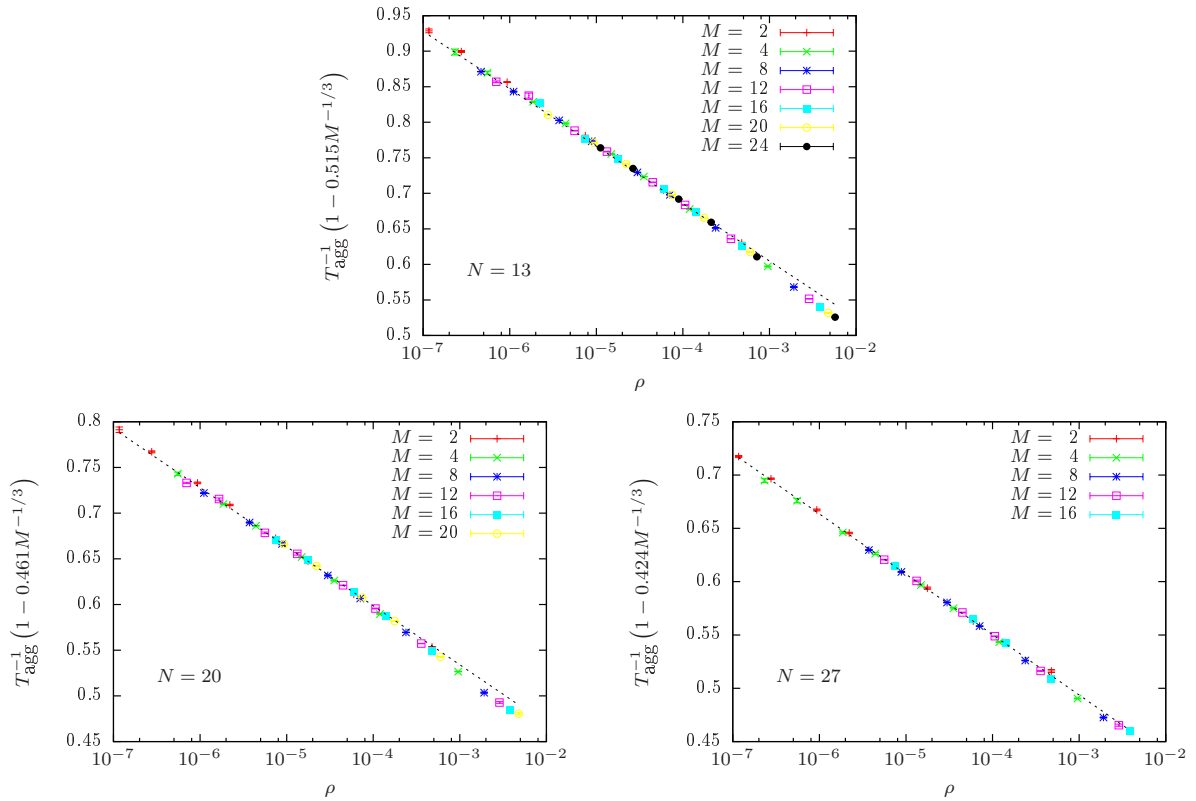 0.95
0.9
0.85
0.8
0.75
0.7
0.65
0.6
0.55
0.5
T_agg^{-1} (1 − 0.515M^{-1/3})
M = 2
M = 4
M = 8
M = 12
M = 16
M = 20
M = 24
N = 13
10^{-7} 10^{-6} 10^{-5} 10^{-4} 10^{-3} 10^{-2}
ρ
0.8
0.75
0.7
0.65
0.6
0.55
0.5
0.45
T_agg^{-1} (1 − 0.461M^{-1/3})
M = 2
M = 4
M = 8
M = 12
M = 16
M = 20
N = 20
10^{-7} 10^{-6} 10^{-5} 10^{-4} 10^{-3} 10^{-2}
ρ
0.75
0.7
0.65
0.6
0.55
0.5
0.45
T_agg^{-1} (1 − 0.424M^{-1/3})
M = 2
M = 4
M = 8
M = 12
M = 16
N = 27
10^{-7} 10^{-6} 10^{-5} 10^{-4} 10^{-3} 10^{-2}
ρ